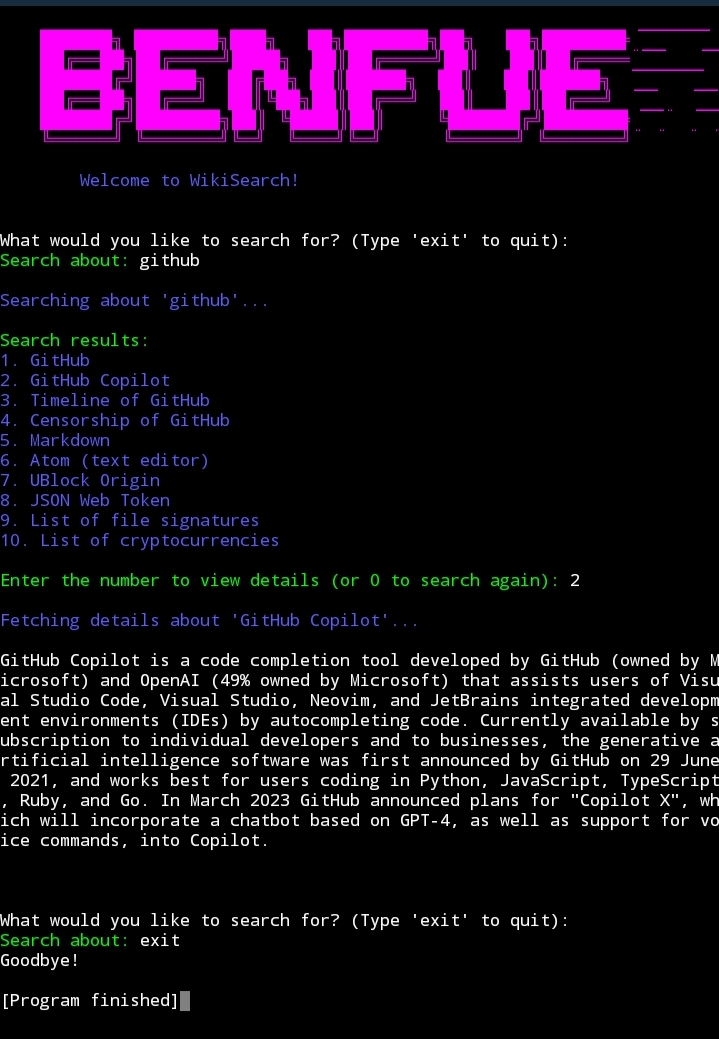 BENFUE
Welcome to WikiSearch!
What would you like to search for? (Type 'exit' to quit):
Search about: github
Searching about 'github'...
Search results:
1. GitHub
2. GitHub Copilot
3. Timeline of GitHub
4. Censorship of GitHub
5. Markdown
6. Atom (text editor)
7. UBlock Origin
8. JSON Web Token
9. List of file signatures
10. List of cryptocurrencies
Enter the number to view details (or 0 to search again): 2
Fetching details about 'GitHub Copilot'...
GitHub Copilot is a code completion tool developed by GitHub (owned by M
icrosoft) and OpenAI (49% owned by Microsoft) that assists users of Visu
al Studio Code, Visual Studio, Neovim, and JetBrains integrated developm
ent environments (IDEs) by autocompleting code. Currently available by s
ubscription to individual developers and to businesses, the generative a
rtificial intelligence software was first announced by GitHub on 29 June
 2021, and works best for users coding in Python, JavaScript, TypeScript
, Ruby, and Go. In March 2023 GitHub announced plans for "Copilot X", wh
ich will incorporate a chatbot based on GPT-4, as well as support for vo
ice commands, into Copilot.
What would you like to search for? (Type 'exit' to quit):
Search about: exit
Goodbye!
[Program finished]